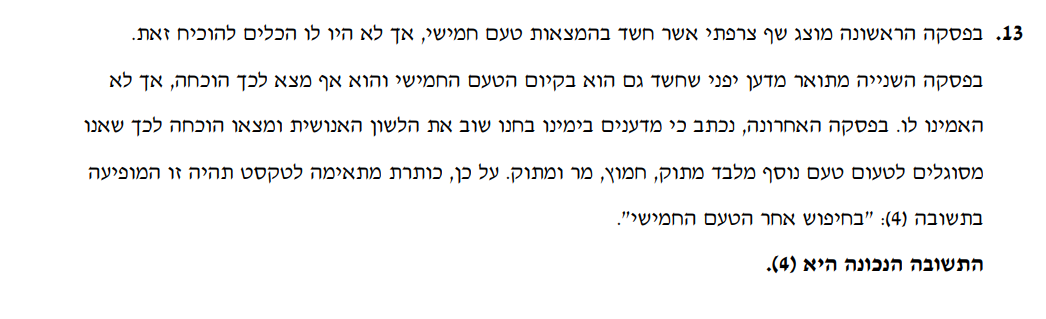 13. בפסקה הראשונה מוצג שף צרפתי אשר חשד בהמצאות טעם חמישי, אך לא היו לו הכלים להוכיח זאת.
בפסקה השנייה מתואר מדען יפני שחשד גם הוא בקיום הטעם החמישי והוא אף מצא לכך הוכחה, אך לא
האמינו לו. בפסקה האחרונה, נכתב כי מדענים בימינו בחנו שוב את הלשון האנושית ומצאו הוכחה לכך שאנו
מסוגלים לטעום טעם נוסף מלבד מתוק, חמוץ, מר ומתוק. על כן, כותרת מתאימה לטקסט תהיה זו המופיעה
בתשובה (4): "בחיפוש אחר הטעם החמישי".
התשובה הנכונה היא (4).